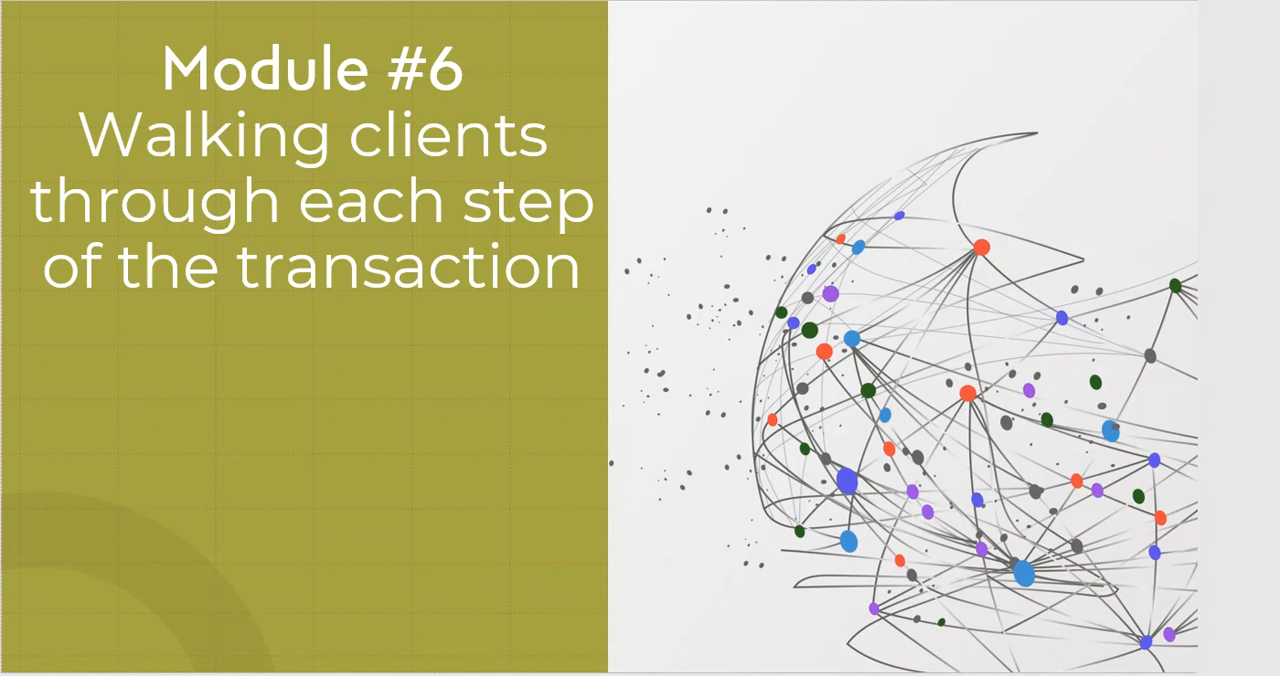 Module #6
Walking clients
through each step
of the transaction